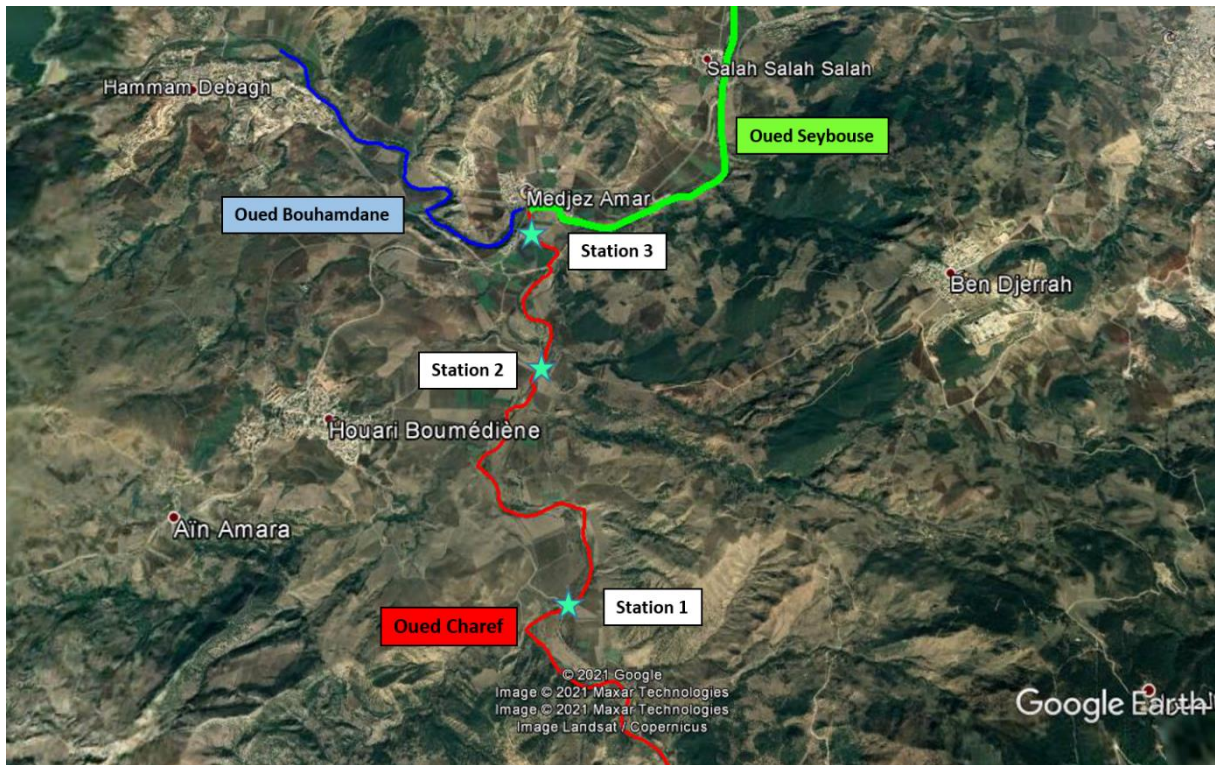 Salah Salah Salah
Hammam Debagh
Oued Seybouse
Medjez Amar
Oued Bouhamdane
Station 3
Ben Djerrah
Station 2
Houari Boumédiène
Aïn Amara
Station 1
Oued Charef
© 2021 Google
Image © 2021 Maxar Technologies
Image © 2021 Maxar Technologies
Image Landsat / Copernicus
Google Earth